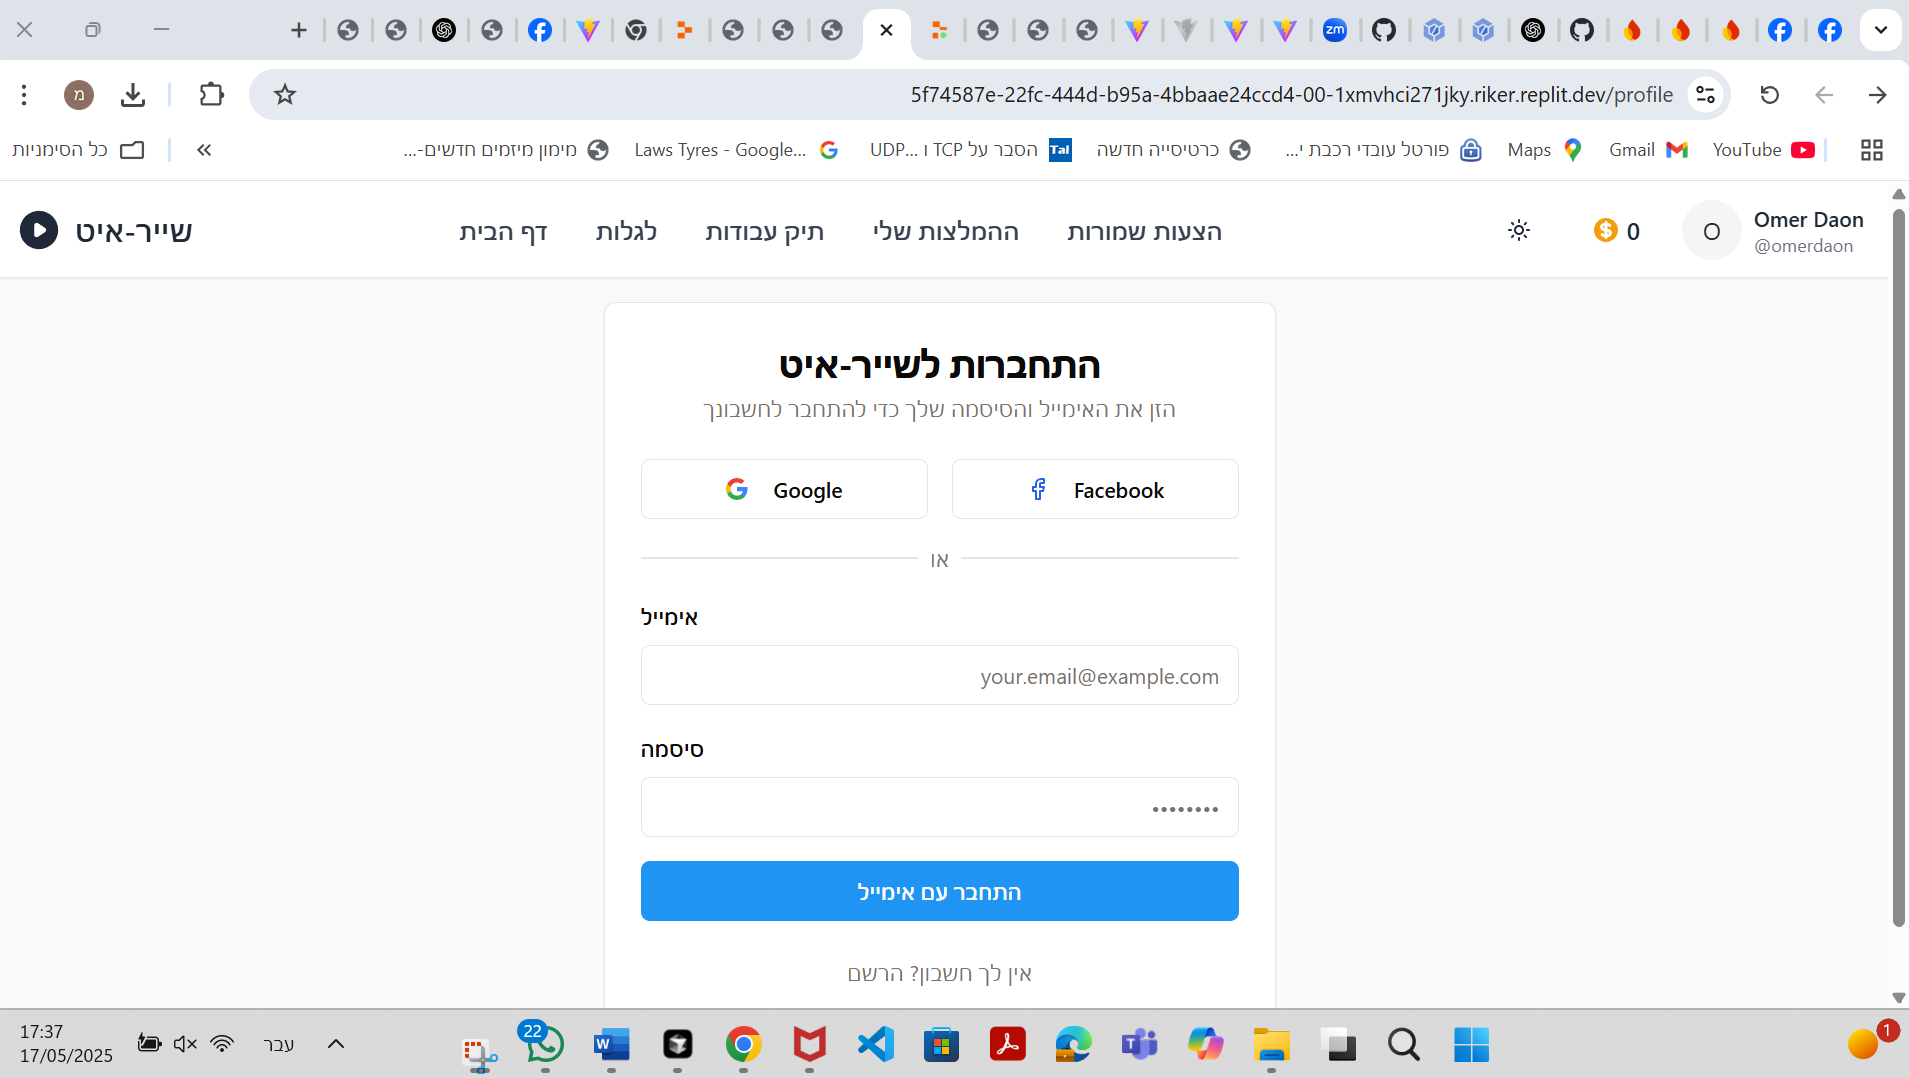 zm
מ
5f74587e-22fc-444d-b95a-4bbaae24ccd4-00-1xmvhci271jky.riker.replit.dev/profile
YouTube
Gmail
Maps
פורטל עובדי רכבת י...
כרטיסייה חדשה
Tal
הסבר על TCP ו UDP...
Laws Tyres - Google...
מימון מיזמים חדשים-...
«
כל הסימניות
שייר-איט
דף הבית
לגלות
תיק עבודות
ההמלצות שלי
הצעות שמורות
$ 0
O
Omer Daon
@omerdaon
התחברות לשייר-איט
הזן את האימייל והסיסמה שלך כדי להתחבר לחשבונך
Google
Facebook
או
אימייל
your.email@example.com
סיסמה
••••••••
התחבר עם אימייל
אין לך חשבון? הרשם
17:37
17/05/2025
עבר
22
W
T
1